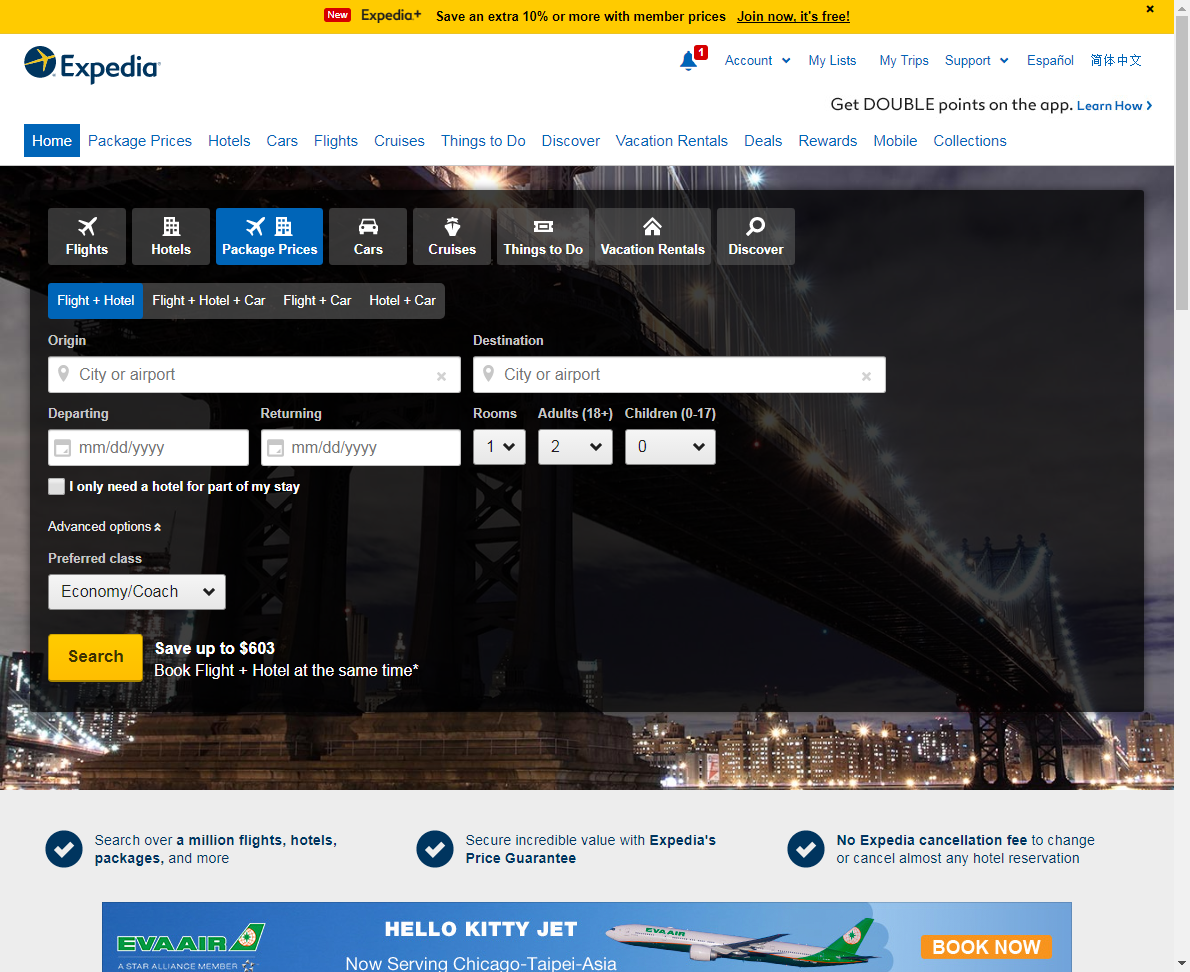 New Expedia+ Save an extra 10% or more with member prices Join now, it's free! ×
Expedia
1 Account My Lists My Trips Support Español 简体中文
Get DOUBLE points on the app. Learn How ›
Home Package Prices Hotels Cars Flights Cruises Things to Do Discover Vacation Rentals Deals Rewards Mobile Collections
Flights Hotels Package Prices Cars Cruises Things to Do Vacation Rentals Discover
Flight + Hotel Flight + Hotel + Car Flight + Car Hotel + Car
Origin Destination
City or airport × City or airport ×
Departing Returning Rooms Adults (18+) Children (0-17)
mm/dd/yyyy mm/dd/yyyy 1 2 0
I only need a hotel for part of my stay
Advanced options
Preferred class
Economy/Coach
Search
Save up to $603
Book Flight + Hotel at the same time*
Search over a million flights, hotels,
packages, and more
Secure incredible value with Expedia's
Price Guarantee
No Expedia cancellation fee to change
or cancel almost any hotel reservation
EVA AIR
A STAR ALLIANCE MEMBER
HELLO KITTY JET
Now Serving Chicago-Taipei-Asia
EVA AIR
BOOK NOW